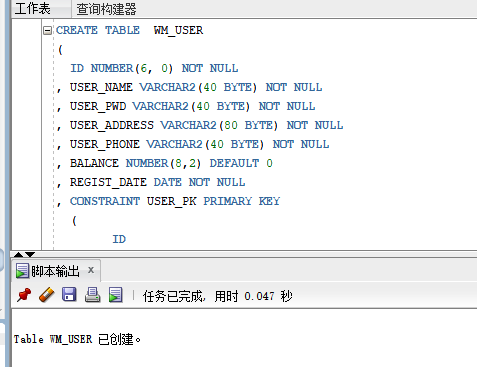 工作表 查询构建器
CREATE TABLE  WM_USER
(
ID NUMBER(6, 0) NOT NULL
, USER_NAME VARCHAR2(40 BYTE) NOT NULL
, USER_PWD VARCHAR2(40 BYTE) NOT NULL
, USER_ADDRESS VARCHAR2(80 BYTE) NOT NULL
, USER_PHONE VARCHAR2(40 BYTE) NOT NULL
, BALANCE NUMBER(8,2) DEFAULT 0
, REGIST_DATE DATE NOT NULL
, CONSTRAINT USER_PK PRIMARY KEY
(
ID
脚本输出 x
任务已完成, 用时 0.047 秒
Table WM_USER 已创建。